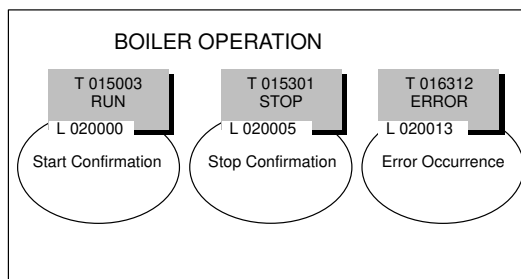 BOILER OPERATION
T 015003
RUN
L 020000
Start Confirmation
T 015301
STOP
L 020005
Stop Confirmation
T 016312
ERROR
L 020013
Error Occurrence